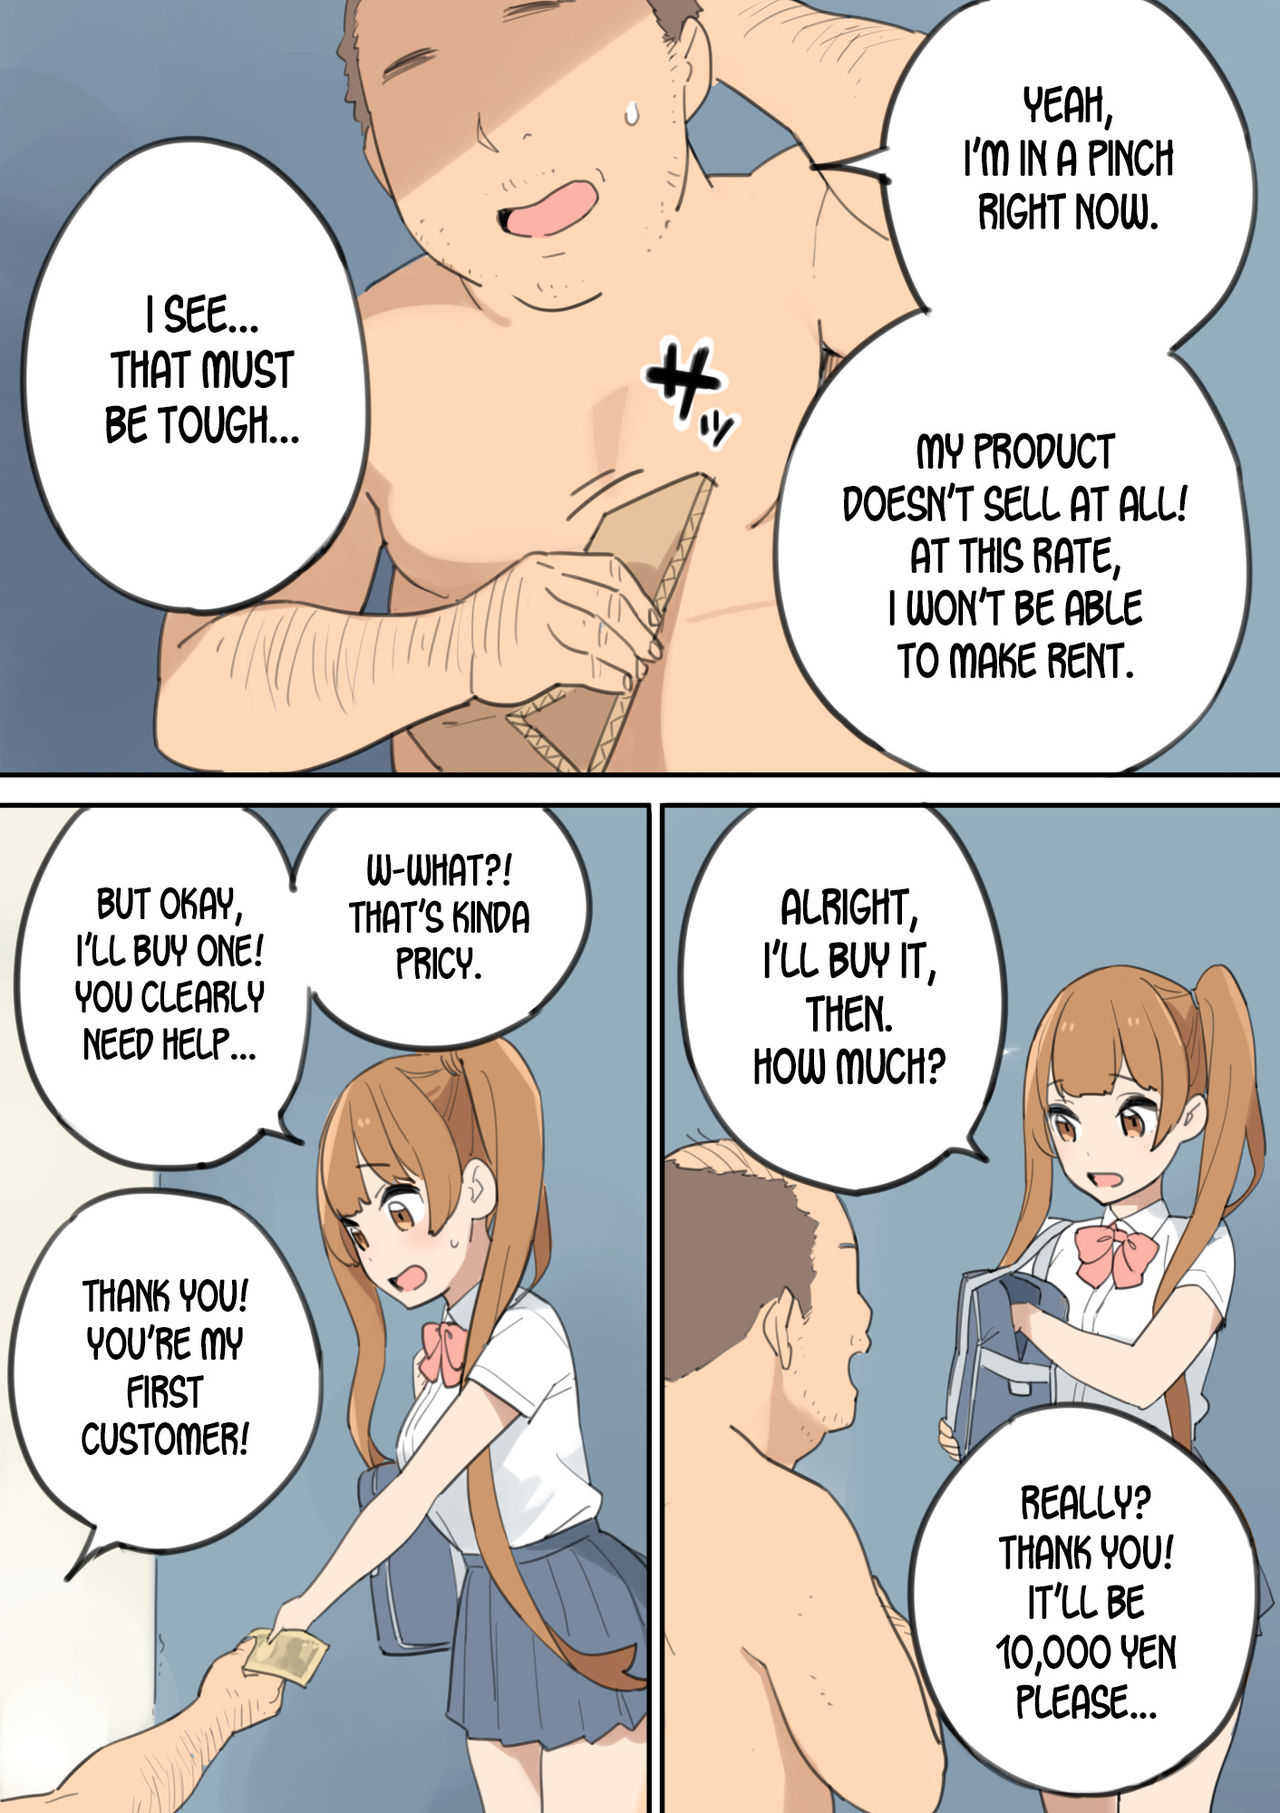 YEAH,
I'M IN A PINCH
RIGHT NOW.
MY PRODUCT
DOESN'T SELL AT ALL!
AT THIS RATE,
I WON'T BE ABLE
TO MAKE RENT.
サッ
I SEE...
THAT MUST
BE TOUGH...
ALRIGHT,
I'LL BUY IT,
THEN.
HOW MUCH?
REALLY?
THANK YOU!
IT'LL BE
10,000 YEN
PLEASE...
W-WHAT?!
THAT'S KINDA
PRICY.
BUT OKAY,
I'LL BUY ONE!
YOU CLEARLY
NEED HELP...
THANK YOU!
YOU'RE MY
FIRST
CUSTOMER!